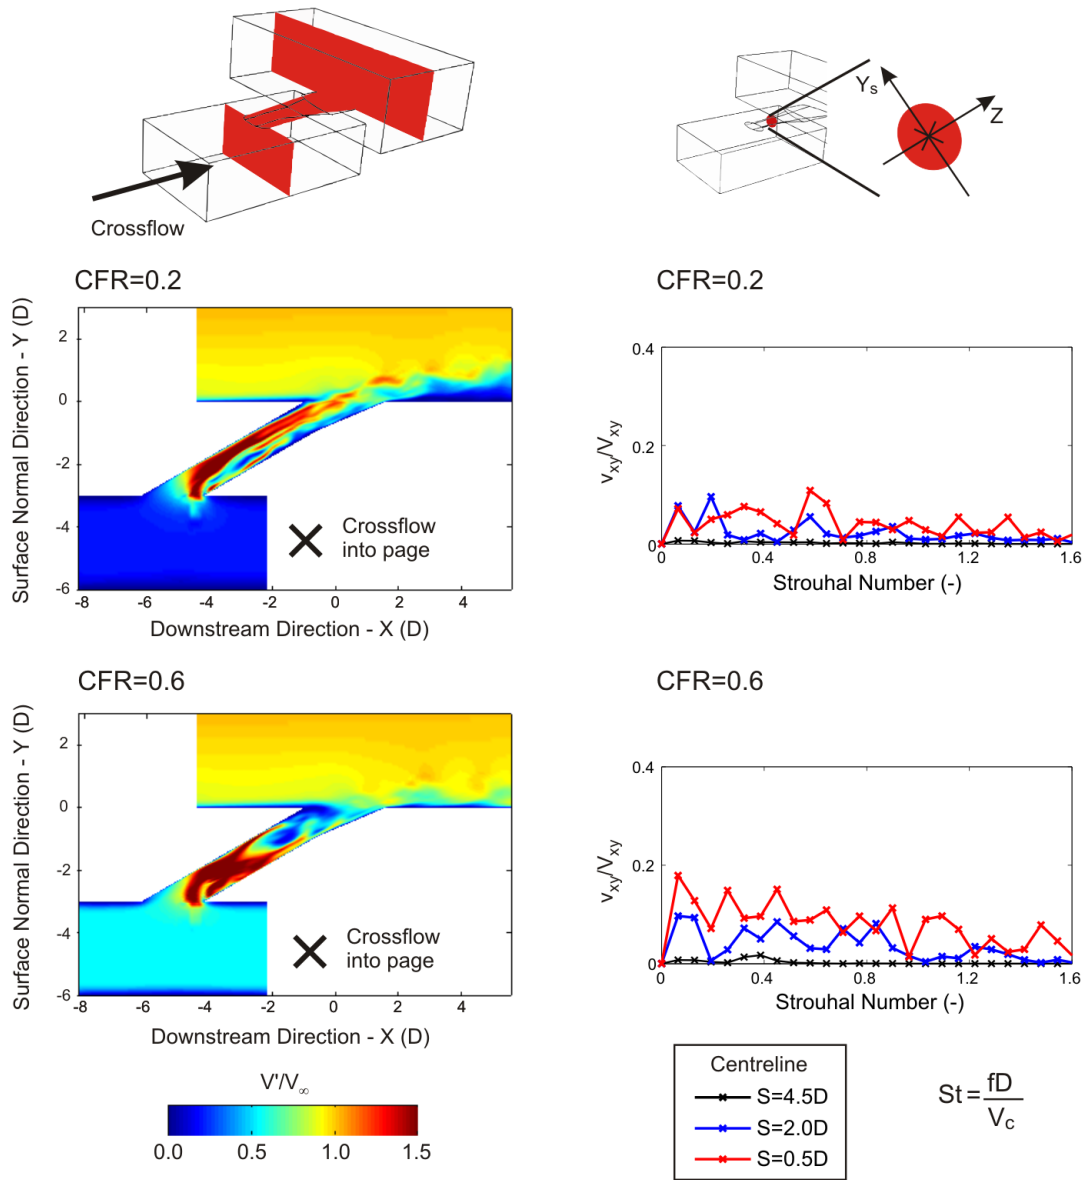 Crossflow
Y_s
Z
CFR=0.2
Surface Normal Direction - Y (D)
2
0
-2
-4
-6
-8
-6
-4
-2
0
2
4
Downstream Direction - X (D)
Crossflow
into page
CFR=0.2
v_xy/V_xy
0.4
0.2
0
0.4
0.8
1.2
1.6
Strouhal Number (-)
CFR=0.6
Surface Normal Direction - Y (D)
2
0
-2
-4
-6
-8
-6
-4
-2
0
2
4
Downstream Direction - X (D)
Crossflow
into page
CFR=0.6
v_xy/V_xy
0.4
0.2
0
0
0.4
0.8
1.2
1.6
Strouhal Number (-)
V'/V_∞
0.0
0.5
1.0
1.5
Centreline
S=4.5D
S=2.0D
S=0.5D
St = fD
V_c